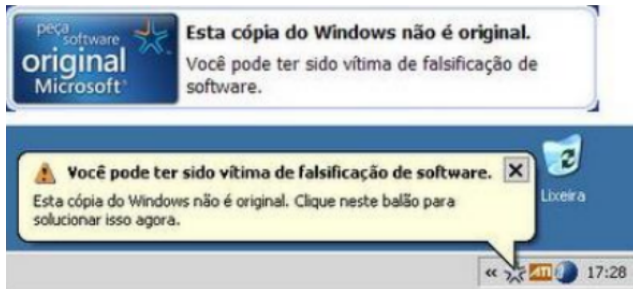 peça
software
original
Microsoft®
Esta cópia do Windows não é original.
Você pode ter sido vítima de falsificação de
software.
Você pode ter sido vítima de falsificação de software.
Esta cópia do Windows não é original. Clique neste balão para
solucionar isso agora.
Lixeira
« ATI 17:28